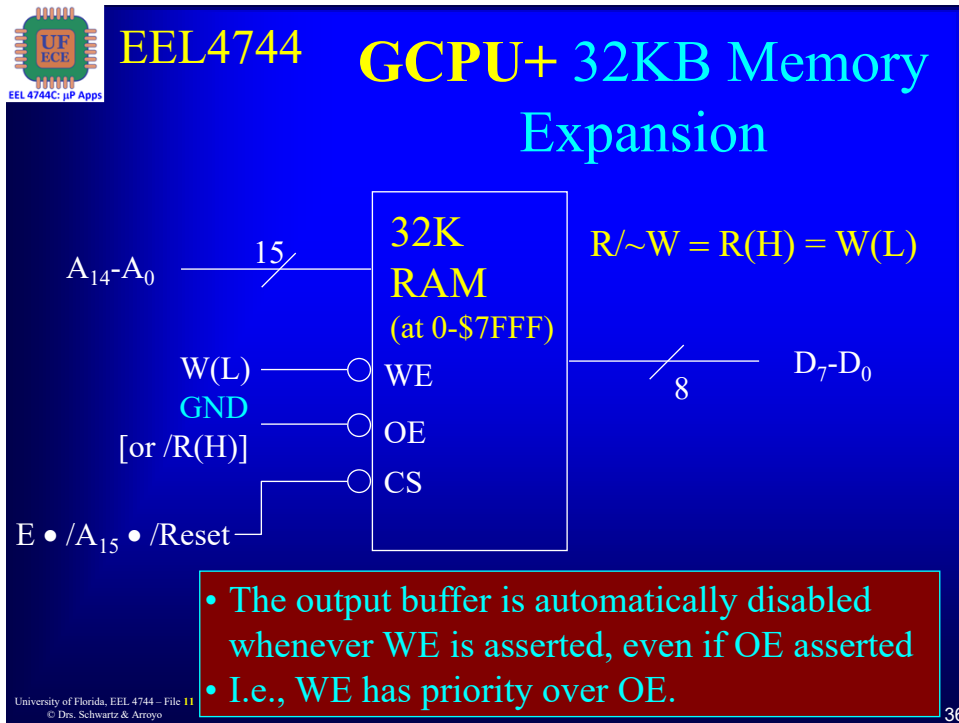 UF
ECE
EEL 4744C: µP Apps
EEL4744
GCPU+ 32KB Memory
Expansion
32K
RAM
(at 0-$7FFF)
R/~W = R(H) = W(L)
A14-A0
15
W(L)
WE
GND
OE
[or /R(H)]
CS
E • /A15 • /Reset
8
D7-D0
• The output buffer is automatically disabled
whenever WE is asserted, even if OE asserted
• I.e., WE has priority over OE.
University of Florida, EEL 4744 – File 11
© Drs. Schwartz & Arroyo
36